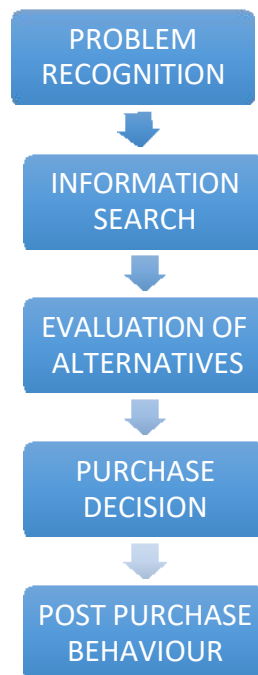 PROBLEM
RECOGNITION
INFORMATION
SEARCH
EVALUATION OF
ALTERNATIVES
PURCHASE
DECISION
POST PURCHASE
BEHAVIOUR